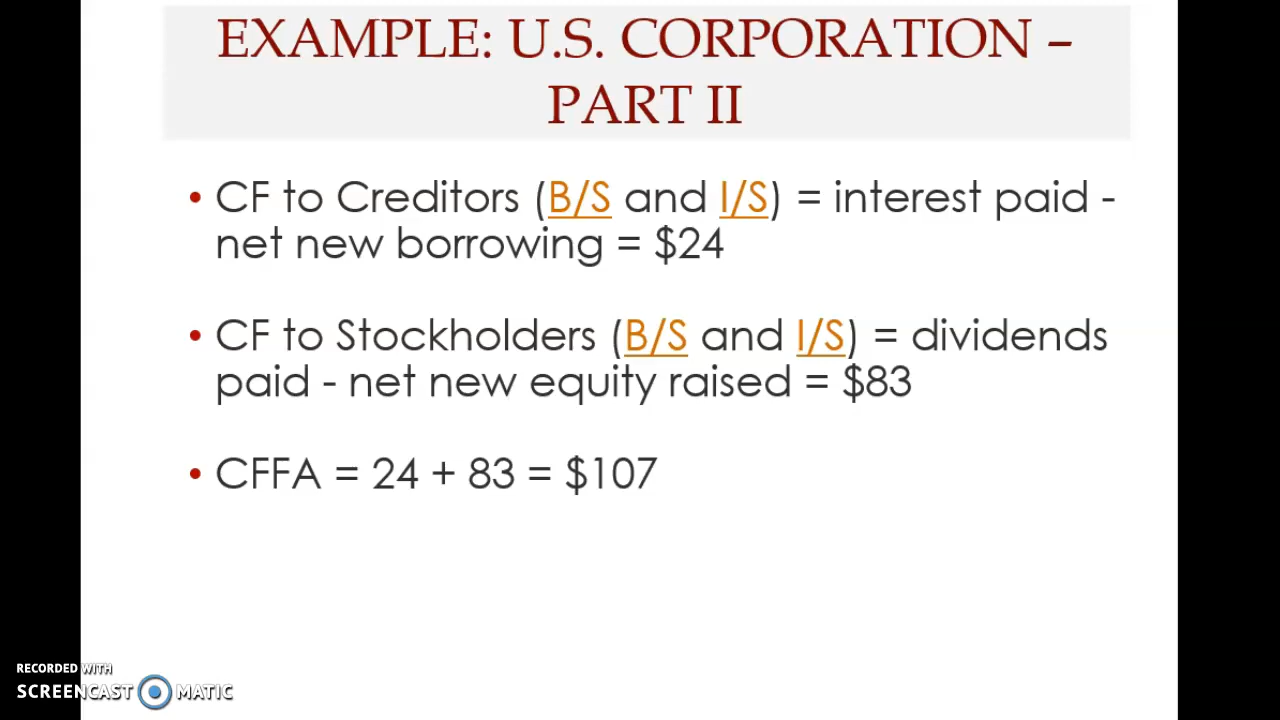 EXAMPLE: U.S. CORPORATION –
PART II
• CF to Creditors (B/S and I/S) = interest paid -
net new borrowing = $24
• CF to Stockholders (B/S and I/S) = dividends
paid - net new equity raised = $83
• CFFA = 24 + 83 = $107
RECORDED WITH
SCREENCAST MATIC